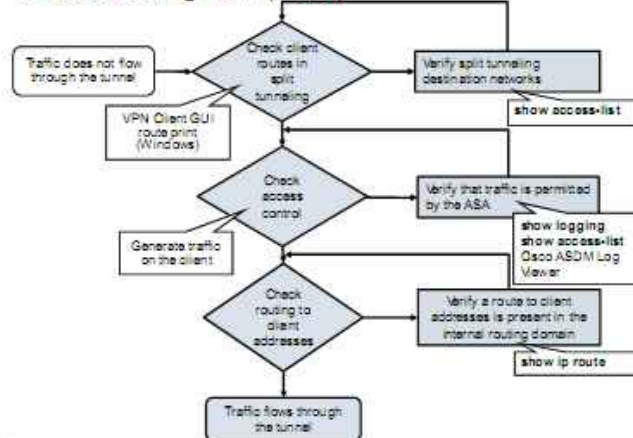 Traffic does not flow
through the tunnel
Check client
routes in
split
tunneling
Verify split tunneling
destination networks
show access-list
VPN Client GUI
route print
(Windows)
Check
access
control
Verify that traffic is permitted
by the ASA
show logging
show access-list
Cisco ASDM Log
Viewer
Generate traffic
on the client
Check
routing to
client
addresses
Verify a route to client
addresses is present in the
internal routing domain
show ip route
Traffic flows through
the tunnel